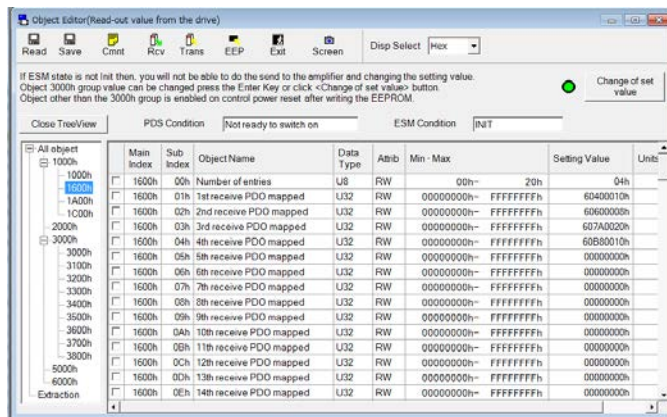 Object Editor(Read-out value from the drive)
Read Save Cmnt Rcv Trans EEP Exit Screen Disp Select Hex
If ESM state is not Init then, you will not be able to do the send to the amplifier and changing the setting value.
Object 3000h group value can be changed press the Enter Key or click <Change of set value> button.
Object other than the 3000h group is enabled on control power reset after writing the EEPROM.
Change of set
value
Close TreeView PDS Condition Not ready to switch on ESM Condition INIT
All object
1000h
1000h
1600h
1A00h
1C00h
2000h
3000h
3000h
3100h
3200h
3300h
3400h
3500h
3600h
3700h
3800h
5000h
6000h
Extraction
Main Index Sub Index Object Name Data Type Attrib Min - Max Setting Value Units
1600h 00h Number of entries U8 RW 00h- 20h 04h
1600h 01h 1st receive PDO mapped U32 RW 00000000h- FFFFFFFFh 60400010h
1600h 02h 2nd receive PDO mapped U32 RW 00000000h- FFFFFFFFh 60600008h
1600h 03h 3rd receive PDO mapped U32 RW 00000000h- FFFFFFFFh 607A0020h
1600h 04h 4th receive PDO mapped U32 RW 00000000h- FFFFFFFFh 60B80010h
1600h 05h 5th receive PDO mapped U32 RW 00000000h- FFFFFFFFh 00000000h
1600h 06h 6th receive PDO mapped U32 RW 00000000h- FFFFFFFFh 00000000h
1600h 07h 7th receive PDO mapped U32 RW 00000000h- FFFFFFFFh 00000000h
1600h 08h 8th receive PDO mapped U32 RW 00000000h- FFFFFFFFh 00000000h
1600h 09h 9th receive PDO mapped U32 RW 00000000h- FFFFFFFFh 00000000h
1600h 0Ah 10th receive PDO mapped U32 RW 00000000h- FFFFFFFFh 00000000h
1600h 0Bh 11th receive PDO mapped U32 RW 00000000h- FFFFFFFFh 00000000h
1600h 0Ch 12th receive PDO mapped U32 RW 00000000h- FFFFFFFFh 00000000h
1600h 0Dh 13th receive PDO mapped U32 RW 00000000h- FFFFFFFFh 00000000h
1600h 0Eh 14th receive PDO mapped U32 RW 00000000h- FFFFFFFFh 00000000h